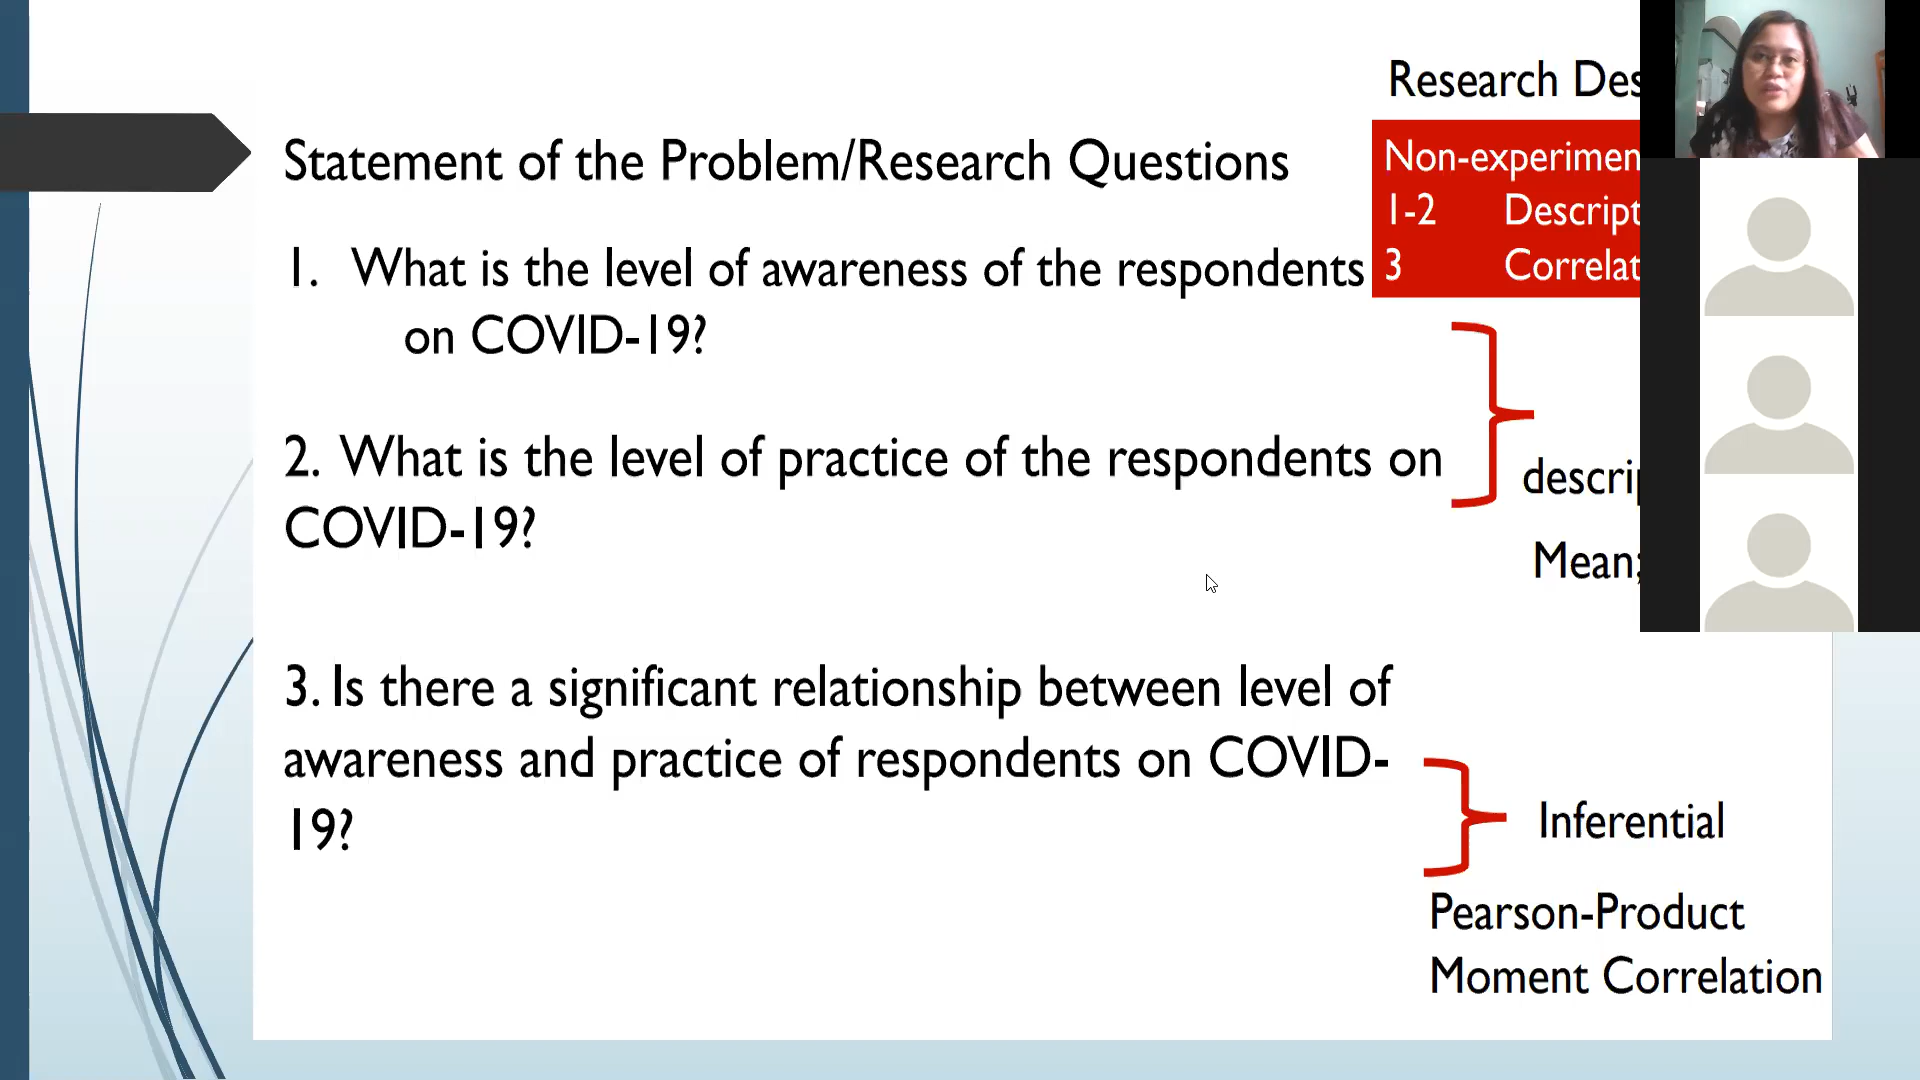 Research Des
Statement of the Problem/Research Questions
Non-experimen
1-2 Descript
3 Correlat
1. What is the level of awareness of the respondents
on COVID-19?
2. What is the level of practice of the respondents on
COVID-19?
descrip
Mean;
3. Is there a significant relationship between level of
awareness and practice of respondents on COVID-
19?
Inferential
Pearson-Product
Moment Correlation